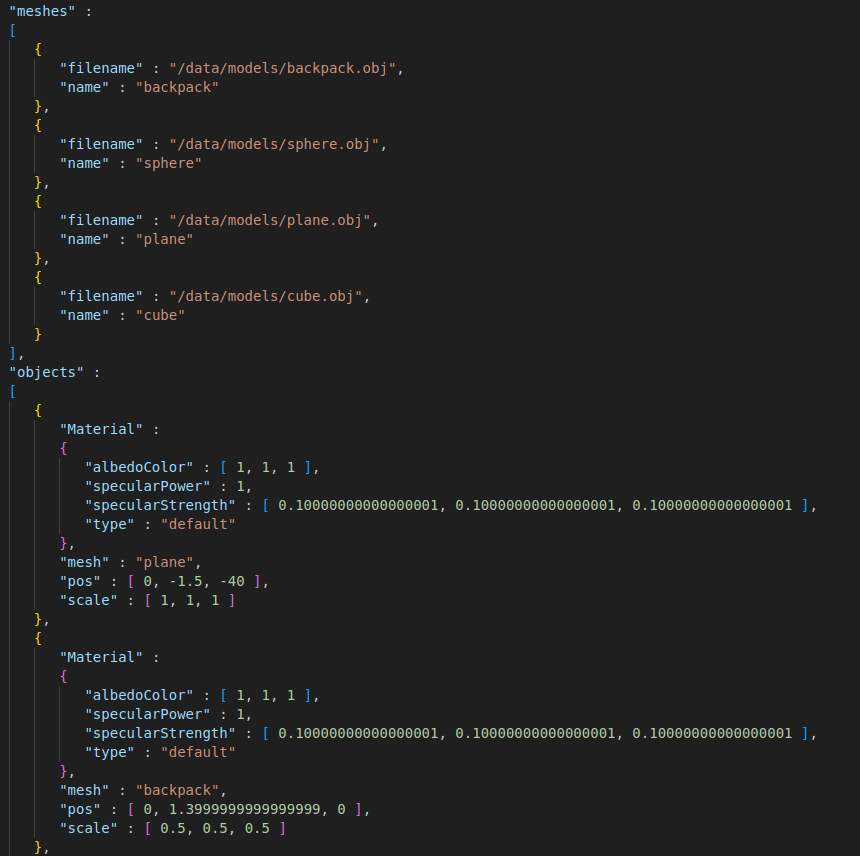 "meshes" :
[
   {
      "filename" : "/data/models/backpack.obj",
      "name" : "backpack"
   },
   {
      "filename" : "/data/models/sphere.obj",
      "name" : "sphere"
   },
   {
      "filename" : "/data/models/plane.obj",
      "name" : "plane"
   },
   {
      "filename" : "/data/models/cube.obj",
      "name" : "cube"
   }
],
"objects" :
[
   {
      "Material" :
      {
         "albedoColor" : [ 1, 1, 1 ],
         "specularPower" : 1,
         "specularStrength" : [ 0.10000000000000001, 0.10000000000000001, 0.10000000000000001 ],
         "type" : "default"
      },
      "mesh" : "plane",
      "pos" : [ 0, -1.5, -40 ],
      "scale" : [ 1, 1, 1 ]
   },
   {
      "Material" :
      {
         "albedoColor" : [ 1, 1, 1 ],
         "specularPower" : 1,
         "specularStrength" : [ 0.10000000000000001, 0.10000000000000001, 0.10000000000000001 ],
         "type" : "default"
      },
      "mesh" : "backpack",
      "pos" : [ 0, 1.3999999999999999, 0 ],
      "scale" : [ 0.5, 0.5, 0.5 ]
   },